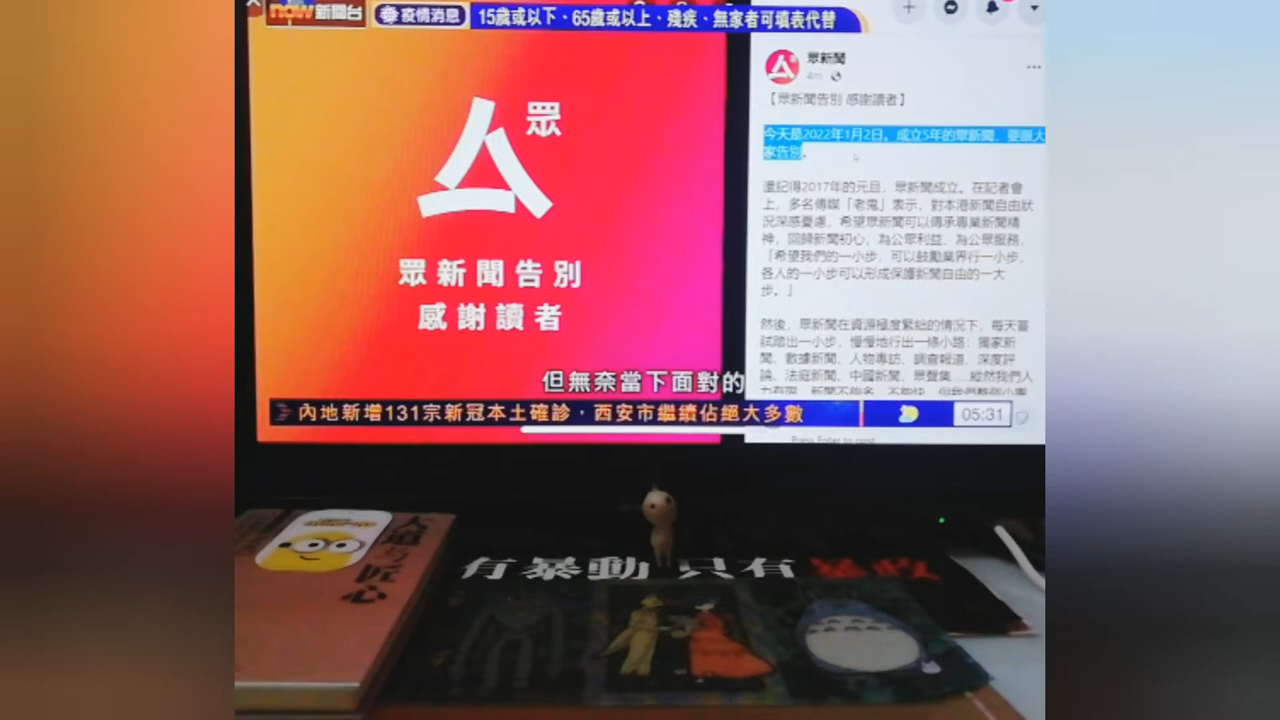 now新聞台
疫情消息
15歲或以下、65歲或以上、殘疾、無家者可填表代替
眾
眾新聞告別
感謝讀者
但無奈當下面對的
內地新增131宗新冠本土確診，西安市繼續佔絕大多數
05:31
眾新聞
4m
【眾新聞告別 感謝讀者】
今天是2022年1月2日。成立5年的眾新聞，要跟大
家告別。
還記得2017年的元旦，眾新聞成立。在記者會
上，多名傳媒「老鬼」表示，對本港新聞自由狀
況深感憂慮，希望眾新聞可以傳承專業新聞精
神，回歸新聞初心，為公眾利益、為公眾服務。
「希望我們的一小步，可以鼓勵業界行一小步，
各人的一小步可以形成保護新聞自由的一大
步。」
然後，眾新聞在資源極度緊絀的情況下，每天嘗
試踏出一小步，慢慢地行出一條小路：獨家新
聞、數據新聞、人物專訪、調查報道、深度評
論、法庭新聞、中國新聞、眾聲集
縱然我們人
Press Enter to post.
人道与匠心
有暴動 只有暴政